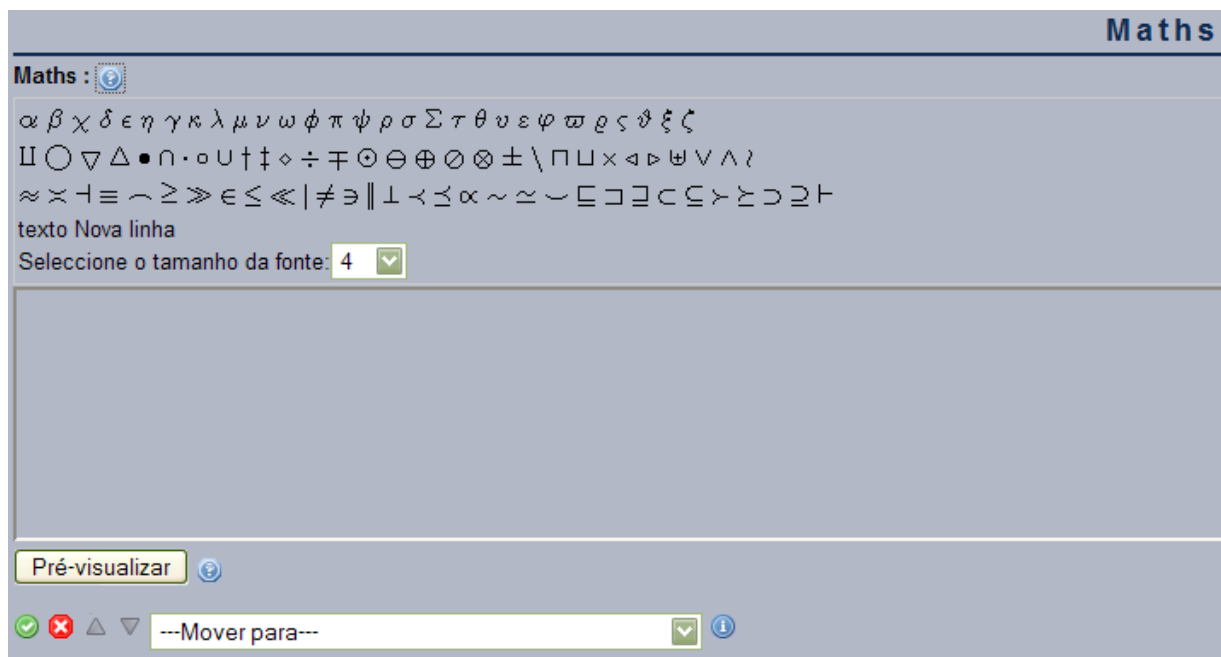 Maths
Maths :
α β χ δ ϵ η γ κ λ μ ν ω ϕ π ψ ρ σ Σ τ θ υ ε φ ϖ ϱ ς ϑ ξ ζ
∐ ◯ ▽ △ • ∩ ⋅ ∘ ∪ † ‡ ⋄ ÷ ∓ ⊙ ⊖ ⊕ ⊘ ⊗ ± \ ⊓ ⊔ × ◃ ▹ ⊎ ∨ ∧ ≀
≈ ≍ ⊣ ≡ ⌢ ≥ ≫ ∈ ≤ ≪ | ≠ ∋ ∥ ⊥ ≺ ⪯ ∝ ∼ ≃ ⌣ ⊑ ⊐ ⊒ ⊂ ⊆ ≻ ⪰ ⊃ ⊇ ⊢
texto Nova linha
Seleccione o tamanho da fonte: 4
Pré-visualizar
---Mover para---